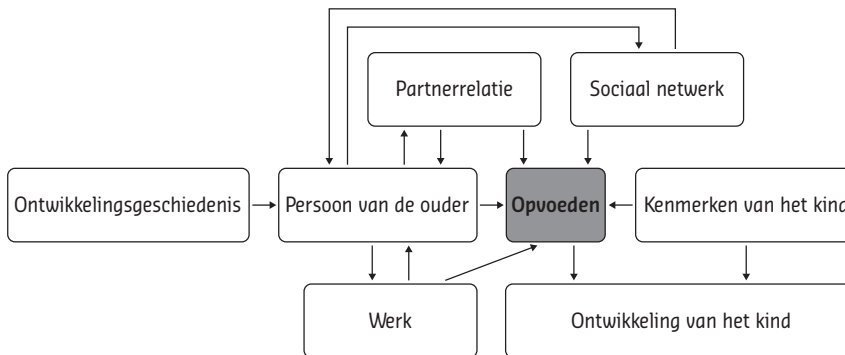 Partnerrelatie
Sociaal netwerk
Ontwikkelingsgeschiedenis
Persoon van de ouder
Opvoeden
Kenmerken van het kind
Werk
Ontwikkeling van het kind